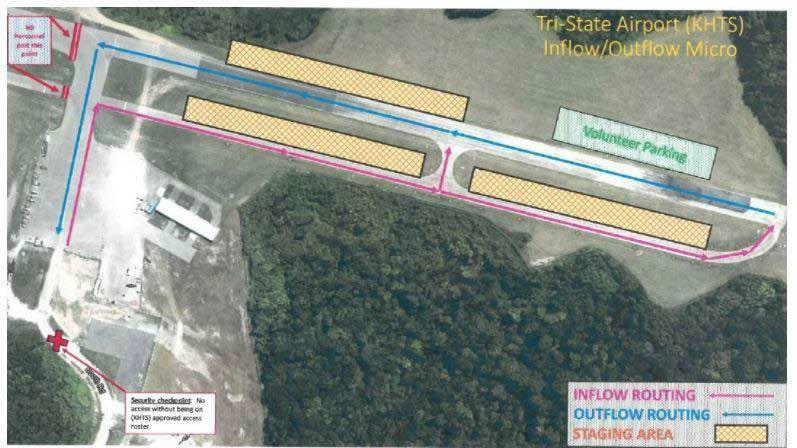 Tri-State Airport (KHTS)
Inflow/Outflow Micro
NO
Personnel
past this
point
Volunteer Parking
Security checkpoint: No
access without being on
(KHTS) approved access
roster.
INFLOW ROUTING
OUTFLOW ROUTING
STAGING AREA